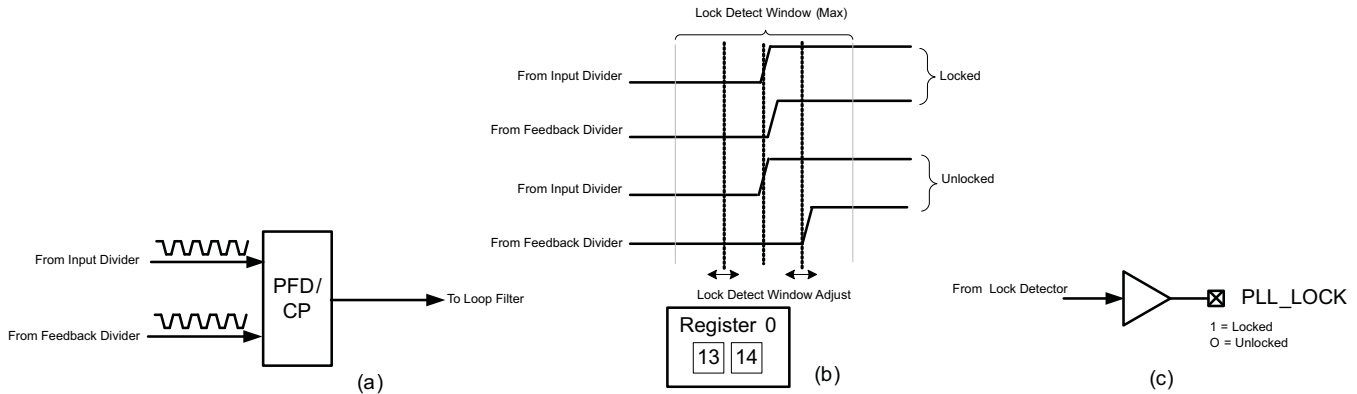 From Input Divider
From Feedback Divider
PFD/
CP
To Loop Filter
(a)
Lock Detect Window (Max)
From Input Divider
Locked
From Feedback Divider
From Input Divider
Unlocked
From Feedback Divider
Lock Detect Window Adjust
Register 0
13 14
(b)
From Lock Detector
PLL_LOCK
1 = Locked
O = Unlocked
(c)